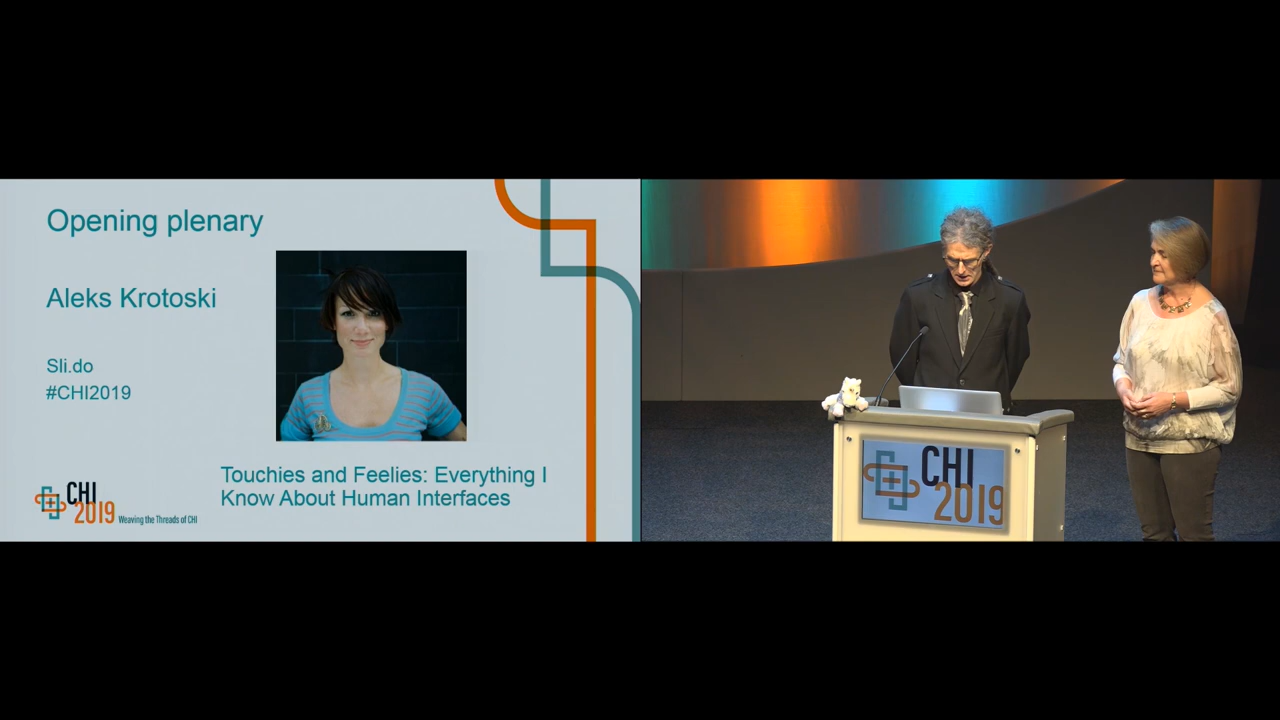 Opening plenary
Aleks Krotoski
Sli.do
#CHI2019
Touchies and Feelies: Everything I
Know About Human Interfaces
CHI
2019 Weaving the Threads of CHI
CHI
2019